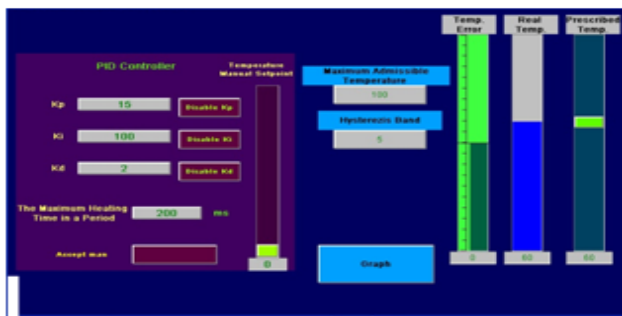 PID Controller
Temperature
Manual Setpoint
Kp
15
Disable Kp
Ki
100
Disable Ki
Kd
2
Disable Kd
The Maximum Heating
Time in a Period
200
ms
Accept man
0
Maximum Admissible
Temperature
100
Hysterezis Band
5
Graph
Temp.
Error
0
Real
Temp.
60
Prescribed
Temp.
60